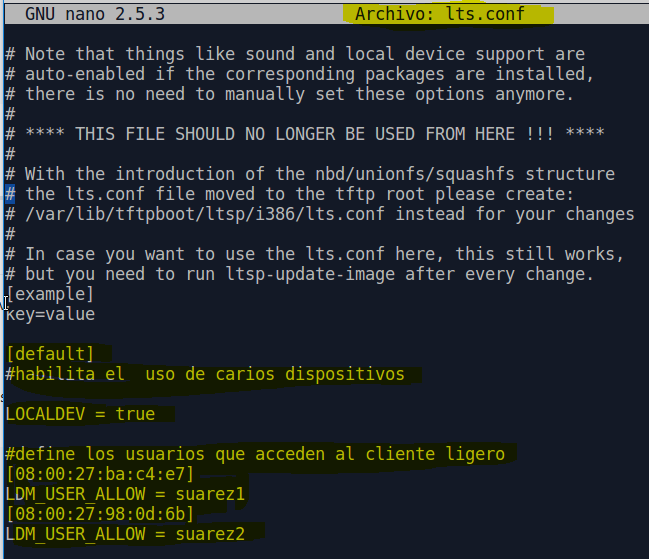 GNU nano 2.5.3 Archivo: lts.conf
# Note that things like sound and local device support are
# auto-enabled if the corresponding packages are installed,
# there is no need to manually set these options anymore.
#
# **** THIS FILE SHOULD NO LONGER BE USED FROM HERE !!! ****
#
# With the introduction of the nbd/unionfs/squashfs structure
# the lts.conf file moved to the tftp root please create:
# /var/lib/tftpboot/ltsp/i386/lts.conf instead for your changes
#
# In case you want to use the lts.conf here, this still works,
# but you need to run ltsp-update-image after every change.
[example]
key=value
[default]
#habilita el  uso de carios dispositivos
LOCALDEV = true
#define los usuarios que acceden al cliente ligero
[08:00:27:ba:c4:e7]
LDM_USER_ALLOW = suarez1
[08:00:27:98:0d:6b]
LDM_USER_ALLOW = suarez2